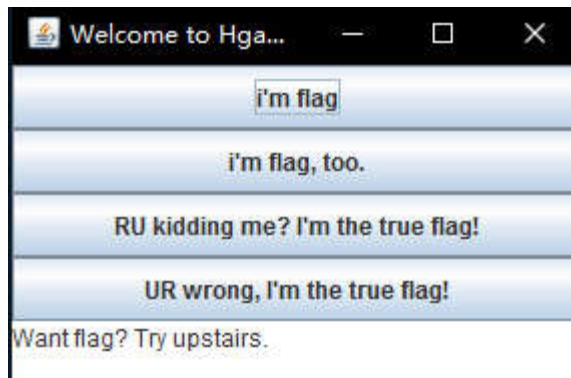 Welcome to Hga...
i'm flag
i'm flag, too.
RU kidding me? I'm the true flag!
UR wrong, I'm the true flag!
Want flag? Try upstairs.